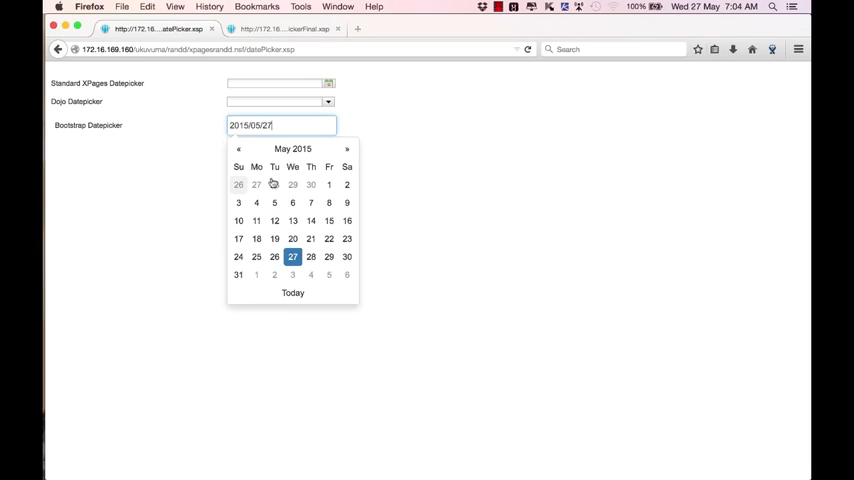 Firefox File Edit View History Bookmarks Tools Window Help 100% Wed 27 May 7:04 AM
http://172.16....atePicker.xsp × http://172.16....ickerFinal.xsp × +
172.16.169.160/ukuvuma/randd/xpagesrandd.nsf/datePicker.xsp Search
Standard XPages Datepicker
Dojo Datepicker
Bootstrap Datepicker 2015/05/27
« May 2015 »
Su Mo Tu We Th Fr Sa
26 27 29 30 1 2
3 4 5 6 7 8 9
10 11 12 13 14 15 16
17 18 19 20 21 22 23
24 25 26 27 28 29 30
31 1 2 3 4 5 6
Today